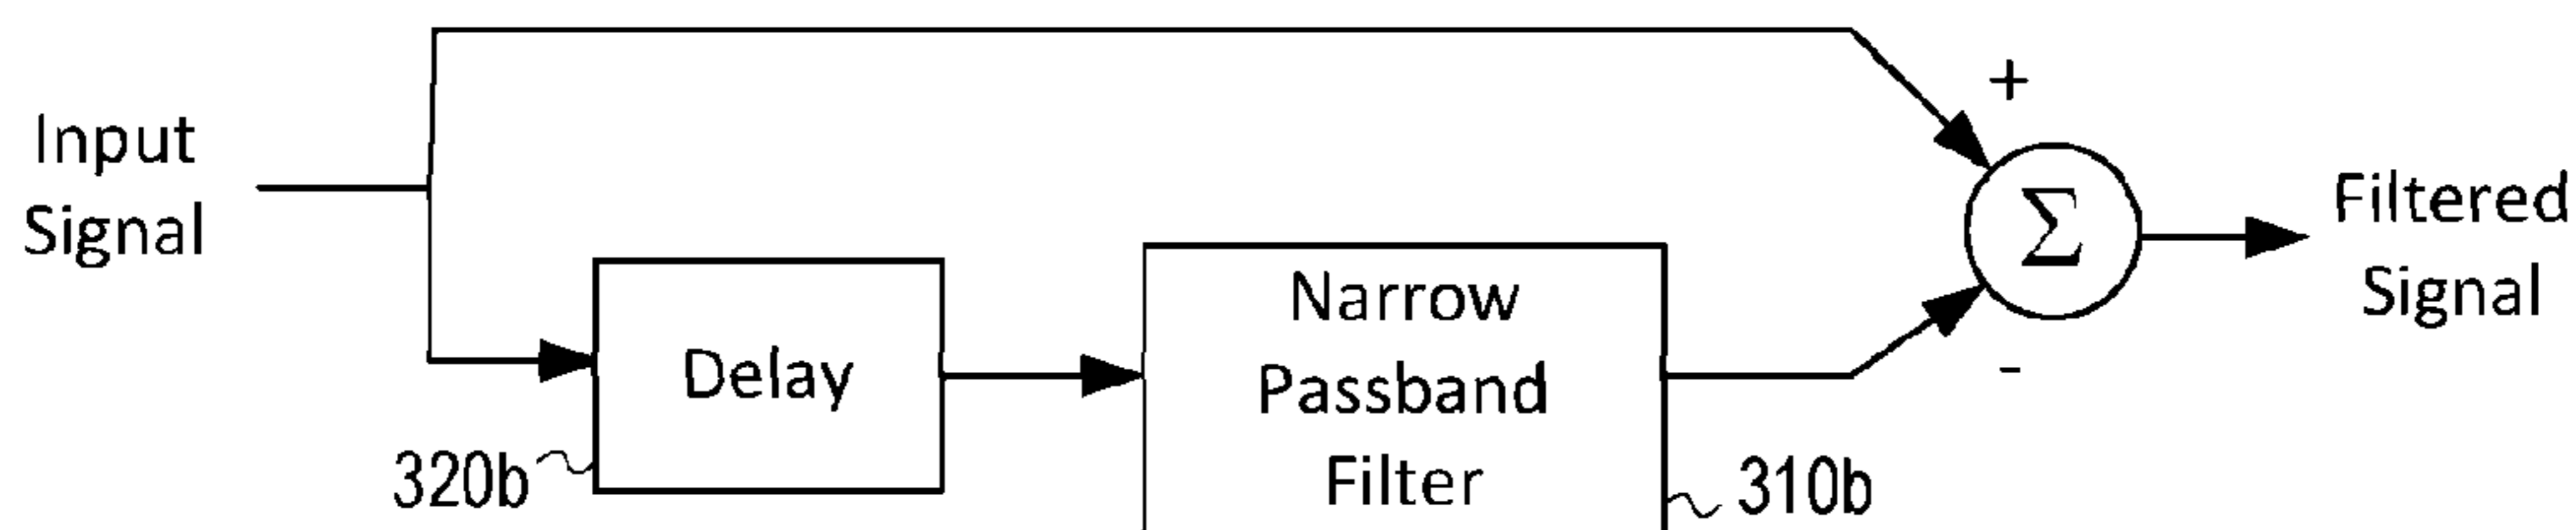 Input
Signal
+
Σ
Filtered
Signal
Delay
Narrow
Passband
Filter
-
320b
310b